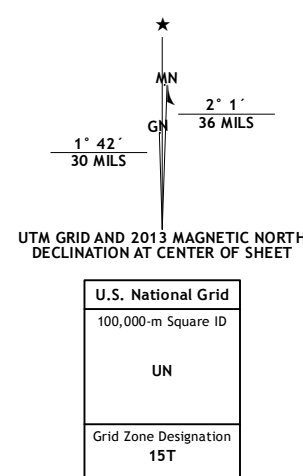 ★
MN
GN
2° 1´
36 MILS
1° 42´
30 MILS
UTM GRID AND 2013 MAGNETIC NORTH
DECLINATION AT CENTER OF SHEET
U.S. National Grid
100,000-m Square ID
UN
Grid Zone Designation
15T